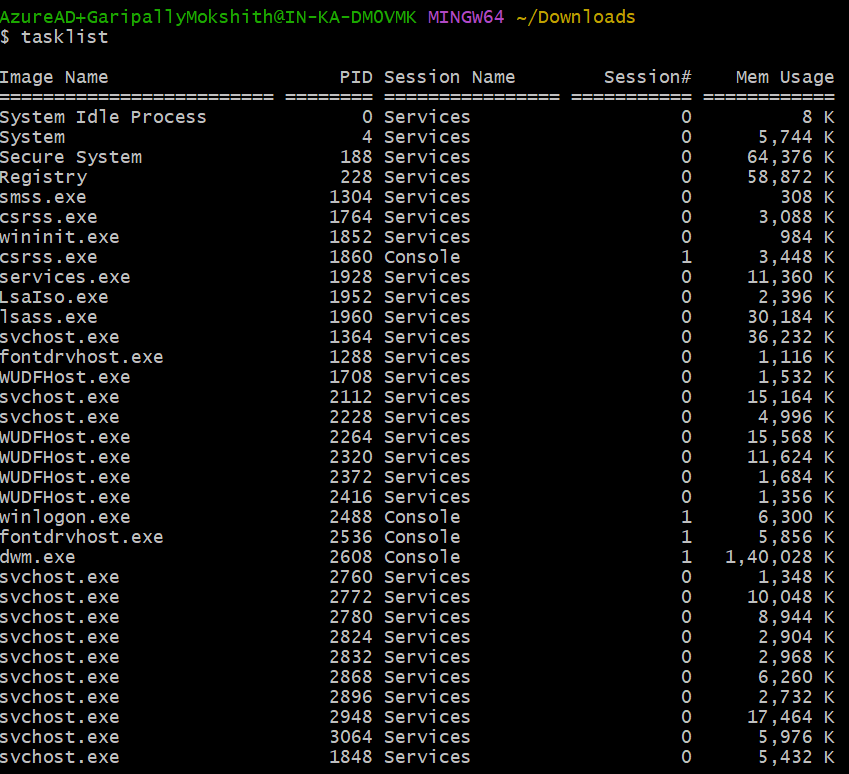 AzureAD+GaripallyMokshith@IN-KA-DM0VMK MINGW64 ~/Downloads
$ tasklist

Image Name                     PID Session Name        Session#    Mem Usage
========================= ======== ================ =========== ============
System Idle Process              0 Services                   0          8 K
System                           4 Services                   0      5,744 K
Secure System                  188 Services                   0     64,376 K
Registry                       228 Services                   0     58,872 K
smss.exe                      1304 Services                   0        308 K
csrss.exe                     1764 Services                   0      3,088 K
wininit.exe                   1852 Services                   0        984 K
csrss.exe                     1860 Console                    1      3,448 K
services.exe                  1928 Services                   0     11,360 K
LsaIso.exe                    1952 Services                   0      2,396 K
lsass.exe                     1960 Services                   0     30,184 K
svchost.exe                   1364 Services                   0     36,232 K
fontdrvhost.exe               1288 Services                   0      1,116 K
WUDFHost.exe                  1708 Services                   0      1,532 K
svchost.exe                   2112 Services                   0     15,164 K
svchost.exe                   2228 Services                   0      4,996 K
WUDFHost.exe                  2264 Services                   0     15,568 K
WUDFHost.exe                  2320 Services                   0     11,624 K
WUDFHost.exe                  2372 Services                   0      1,684 K
WUDFHost.exe                  2416 Services                   0      1,356 K
winlogon.exe                  2488 Console                    1      6,300 K
fontdrvhost.exe               2536 Console                    1      5,856 K
dwm.exe                       2608 Console                    1   1,40,028 K
svchost.exe                   2760 Services                   0      1,348 K
svchost.exe                   2772 Services                   0     10,048 K
svchost.exe                   2780 Services                   0      8,944 K
svchost.exe                   2824 Services                   0      2,904 K
svchost.exe                   2832 Services                   0      2,968 K
svchost.exe                   2868 Services                   0      6,260 K
svchost.exe                   2896 Services                   0      2,732 K
svchost.exe                   2948 Services                   0     17,464 K
svchost.exe                   3064 Services                   0      5,976 K
svchost.exe                   1848 Services                   0      5,432 K